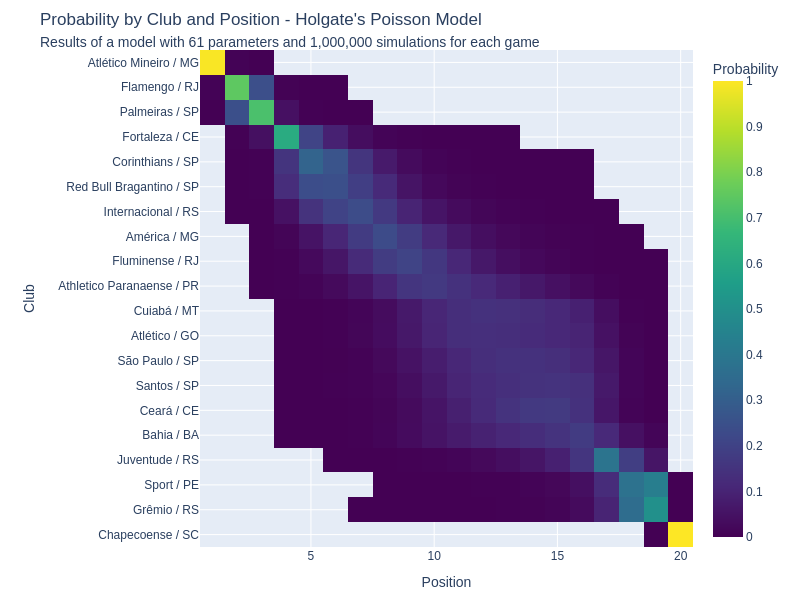 Probability by Club and Position - Holgate's Poisson Model
Results of a model with 61 parameters and 1,000,000 simulations for each game
Probability
Club
Atlético Mineiro / MG
Flamengo / RJ
Palmeiras / SP
Fortaleza / CE
Corinthians / SP
Red Bull Bragantino / SP
Internacional / RS
América / MG
Fluminense / RJ
Athletico Paranaense / PR
Cuiabá / MT
Atlético / GO
São Paulo / SP
Santos / SP
Ceará / CE
Bahia / BA
Juventude / RS
Sport / PE
Grêmio / RS
Chapecoense / SC
1
0.9
0.8
0.7
0.6
0.5
0.4
0.3
0.2
0.1
0
5 10 15 20
Position